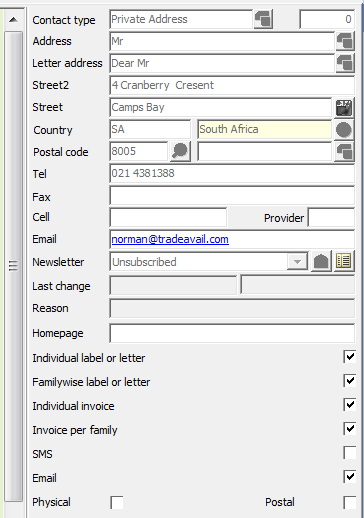 Contact type Private Address 0
Address Mr
Letter address Dear Mr
Street2 4 Cranberry Cresent
Street Camps Bay
Country SA South Africa
Postal code 8005
Tel 021 4381388
Fax
Cell Provider
Email norman@tradeavail.com
Newsletter Unsubscribed
Last change
Reason
Homepage
Individual label or letter
Familywise label or letter
Individual invoice
Invoice per family
SMS
Email
Physical Postal